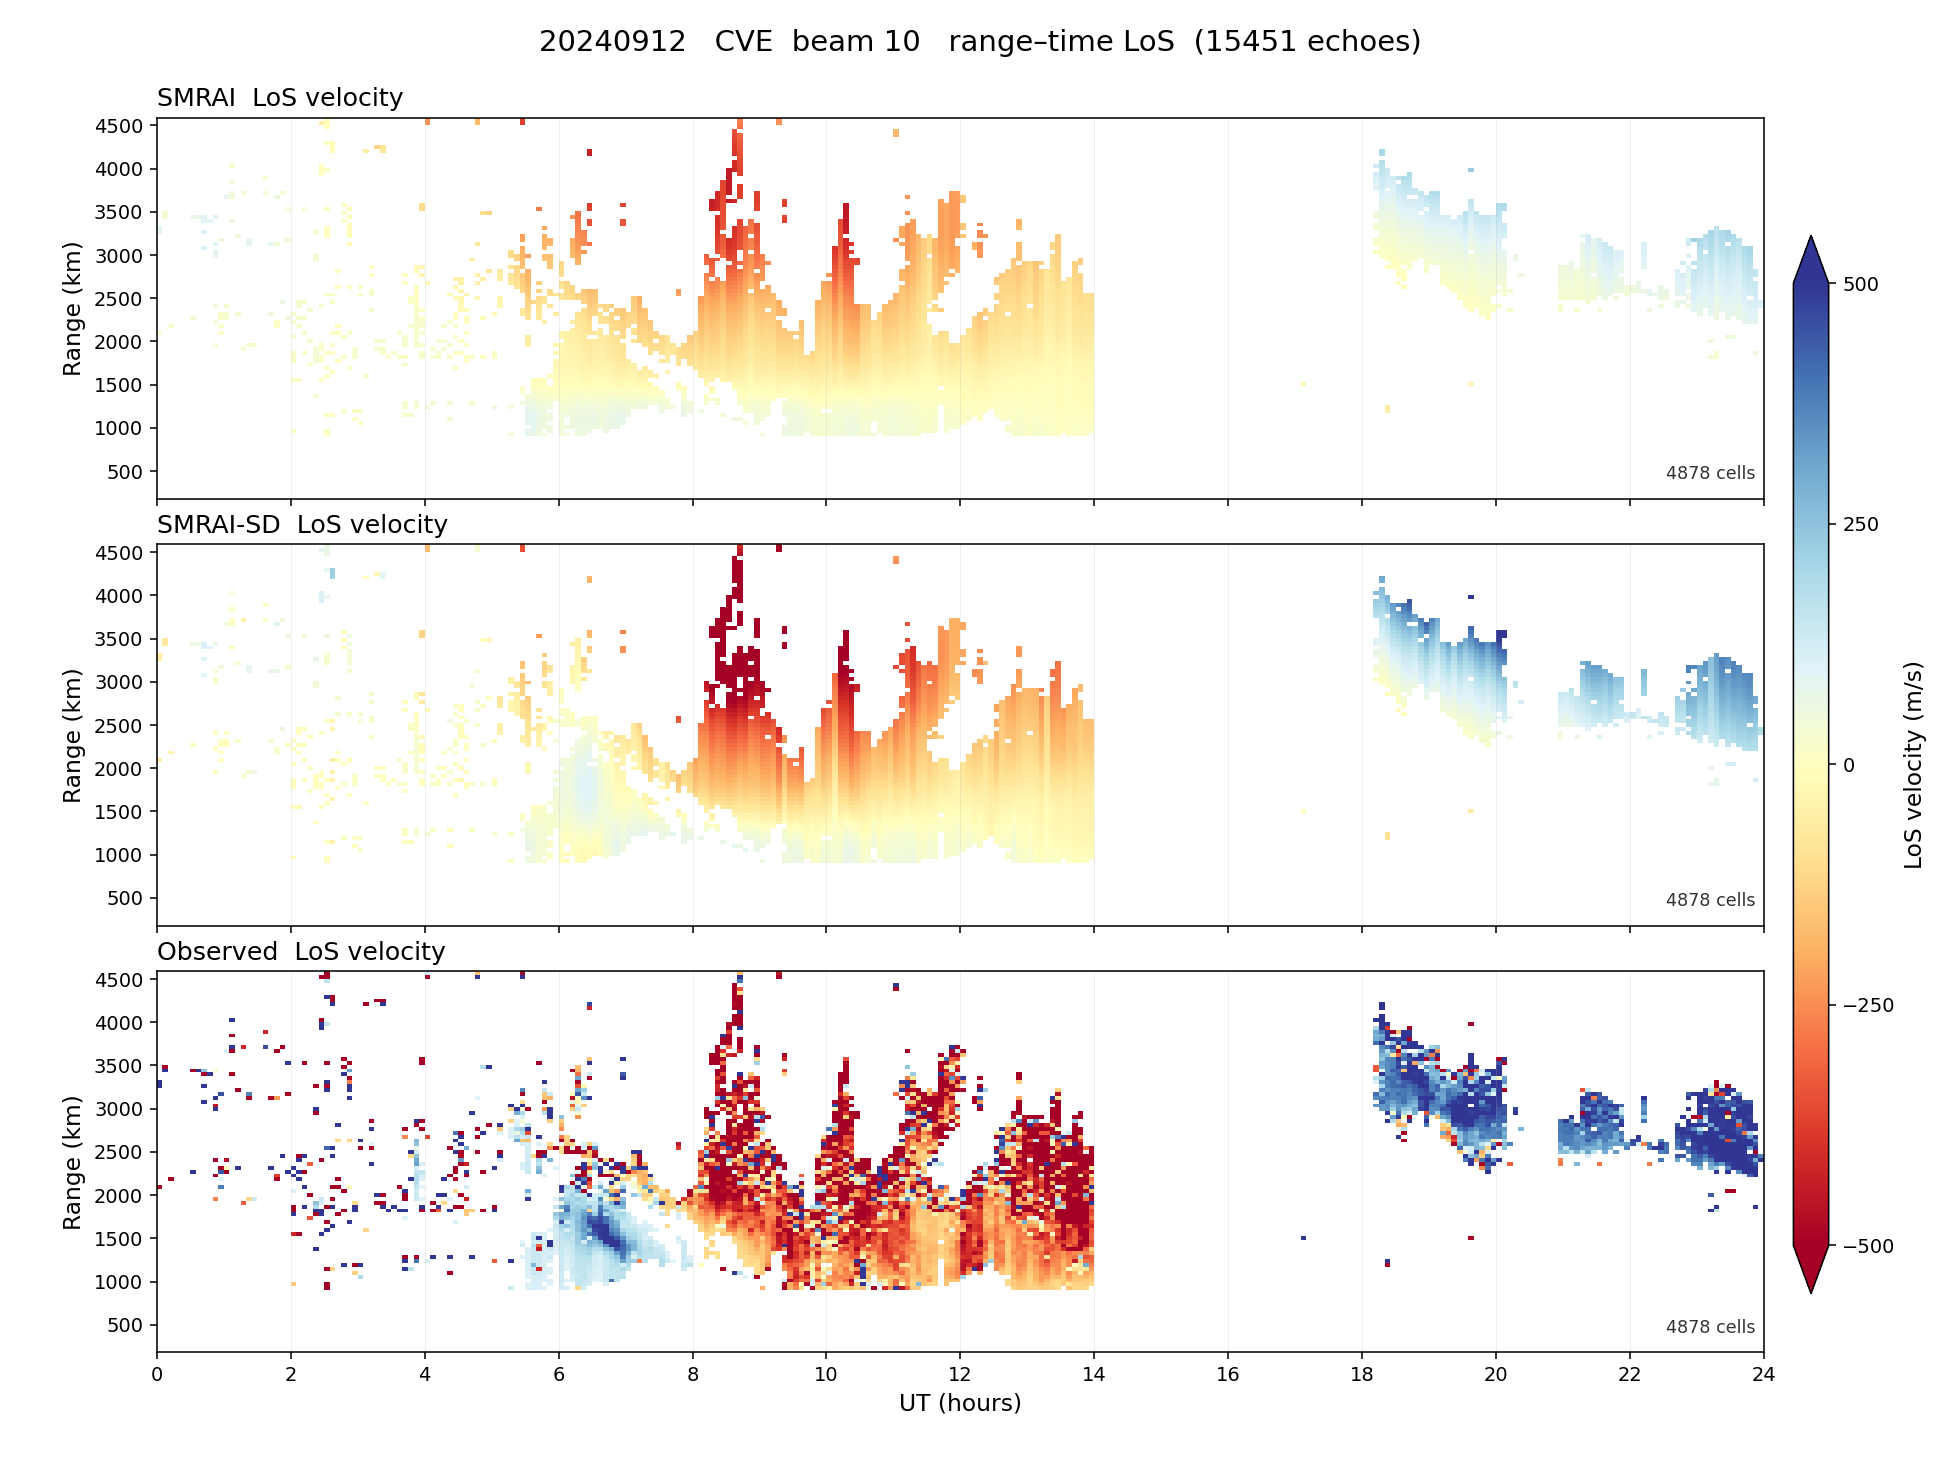 20240912   CVE  beam 10   range–time LoS  (15451 echoes)
SMRAI  LoS velocity
4500
4000
3500
3000
2500
2000
1500
1000
500
Range (km)
4878 cells
SMRAI-SD  LoS velocity
4500
4000
3500
3000
2500
2000
1500
1000
500
Range (km)
4878 cells
Observed  LoS velocity
4500
4000
3500
3000
2500
2000
1500
1000
500
Range (km)
4878 cells
0 2 4 6 8 10 12 14 16 18 20 22 24
UT (hours)
500
250
0
−250
−500
LoS velocity (m/s)